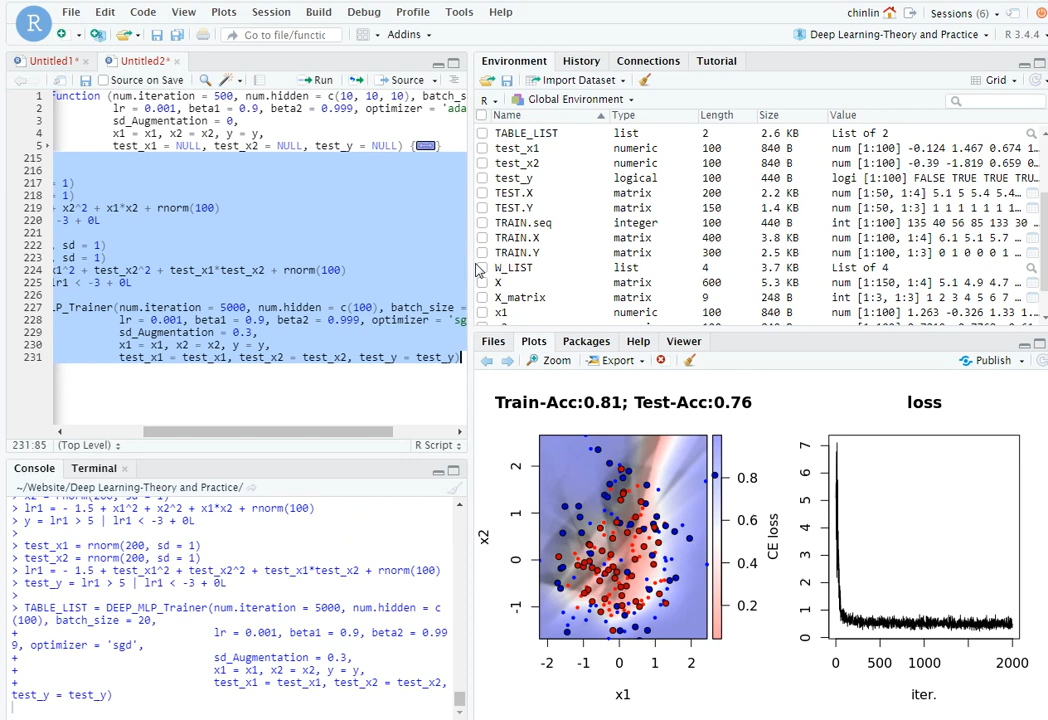 File Edit Code View Plots Session Build Debug Profile Tools Help
chinlin
Sessions (6)
R
Go to file/functic
Addins
Deep Learning-Theory and Practice
R 3.4.4
Untitled1*
Untitled2*
Source on Save
Run
Source
1 function (num.iteration = 500, num.hidden = c(10, 10, 10), batch_s
2 lr = 0.001, beta1 = 0.9, beta2 = 0.999, optimizer = 'ada
3 sd_Augmentation = 0,
4 x1 = x1, x2 = x2, y = y,
5 test_x1 = NULL, test_x2 = NULL, test_y = NULL) {
215
216
217 = 1)
218 = 1)
219 + x2^2 + x1*x2 + rnorm(100)
220 -3 + 0L
221
222 , sd = 1)
223 , sd = 1)
224 x1^2 + test_x2^2 + test_x1*test_x2 + rnorm(100)
225 lr1 < -3 + 0L
226
227 LP_Trainer(num.iteration = 5000, num.hidden = c(100), batch_size =
228 lr = 0.001, beta1 = 0.9, beta2 = 0.999, optimizer = 'sg
229 sd_Augmentation = 0.3,
230 x1 = x1, x2 = x2, y = y,
231 test_x1 = test_x1, test_x2 = test_x2, test_y = test_y)
231:85 (Top Level) R Script
Console Terminal
~/Website/Deep Learning-Theory and Practice/
> x2 = rnorm(200, sd = 1)
> lr1 = - 1.5 + x1^2 + x2^2 + x1*x2 + rnorm(100)
> y = lr1 > 5 | lr1 < -3 + 0L
>
> test_x1 = rnorm(200, sd = 1)
> test_x2 = rnorm(200, sd = 1)
> lr1 = - 1.5 + test_x1^2 + test_x2^2 + test_x1*test_x2 + rnorm(100)
> test_y = lr1 > 5 | lr1 < -3 + 0L
>
> TABLE_LIST = DEEP_MLP_Trainer(num.iteration = 5000, num.hidden = c
(100), batch_size = 20,
+ lr = 0.001, beta1 = 0.9, beta2 = 0.99
9, optimizer = 'sgd',
+ sd_Augmentation = 0.3,
+ x1 = x1, x2 = x2, y = y,
+ test_x1 = test_x1, test_x2 = test_x2,
test_y = test_y)
Environment History Connections Tutorial
Import Dataset
Grid
R
Global Environment
Name Type Length Size Value
TABLE_LIST list 2 2.6 KB List of 2
test_x1 numeric 100 840 B num [1:100] -0.124 1.467 0.674 1
test_x2 numeric 100 840 B num [1:100] -0.39 -1.819 0.659 0
test_y logical 100 440 B logi [1:100] FALSE TRUE TRUE TRU…
TEST.X matrix 200 2.2 KB num [1:50, 1:4] 5.1 5 5.4 5.4…
TEST.Y matrix 150 1.4 KB num [1:50, 1:3] 1 1 1 1 1 1 …
TRAIN.seq integer 100 440 B int [1:100] 135 40 56 85 133 30 …
TRAIN.X matrix 400 3.8 KB num [1:100, 1:4] 6.1 5.1 5.7 …
TRAIN.Y matrix 300 2.5 KB num [1:100, 1:3] 0 1 0 0 0 1 …
W_LIST list 4 3.7 KB List of 4
X matrix 600 5.3 KB num [1:150, 1:4] 5.1 4.9 4.7 …
X_matrix matrix 9 248 B int [1:3, 1:3] 1 2 3 4 5 6 7 …
x1 numeric 100 840 B num [1:100] 1.263 -0.326 1.33 1…
Files Plots Packages Help Viewer
Zoom Export Publish
Train-Acc:0.81; Test-Acc:0.76
x2
2
1
0
-1
-2 -1 0 1 2
x1
0.8
0.6
0.4
0.2
loss
CE loss
7
6
5
4
3
2
1
0
0 500 1000 2000
iter.